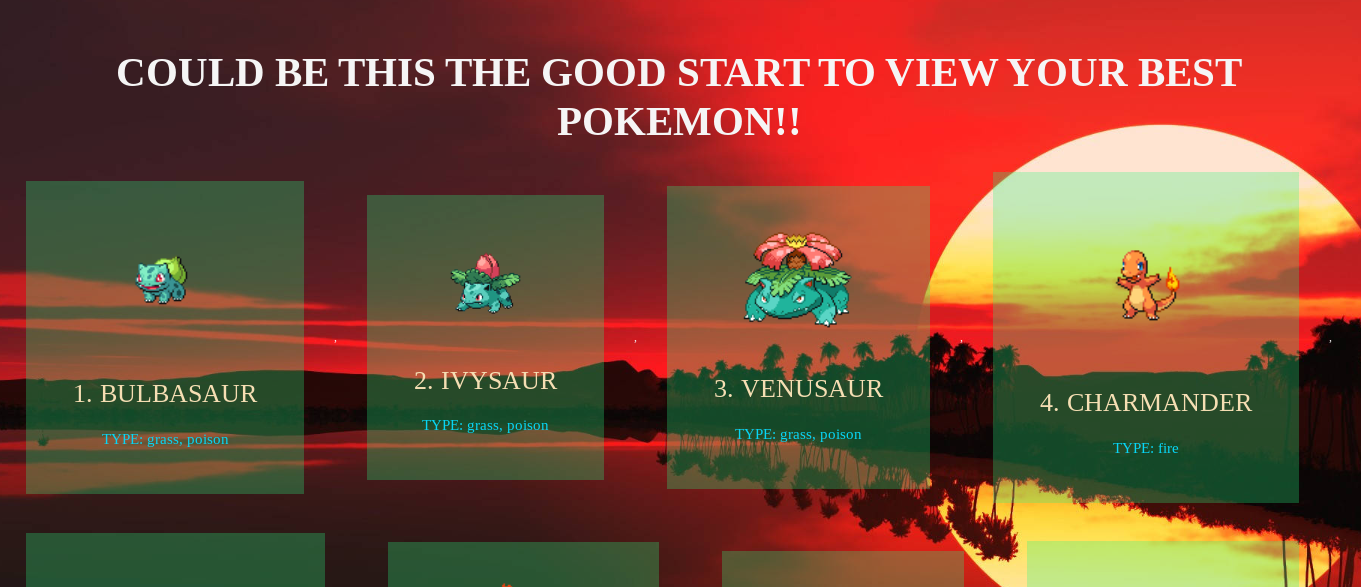 COULD BE THIS THE GOOD START TO VIEW YOUR BEST
POKEMON!!
1. BULBASAUR
TYPE: grass, poison
,
2. IVYSAUR
TYPE: grass, poison
,
3. VENUSAUR
TYPE: grass, poison
,
4. CHARMANDER
TYPE: fire
,